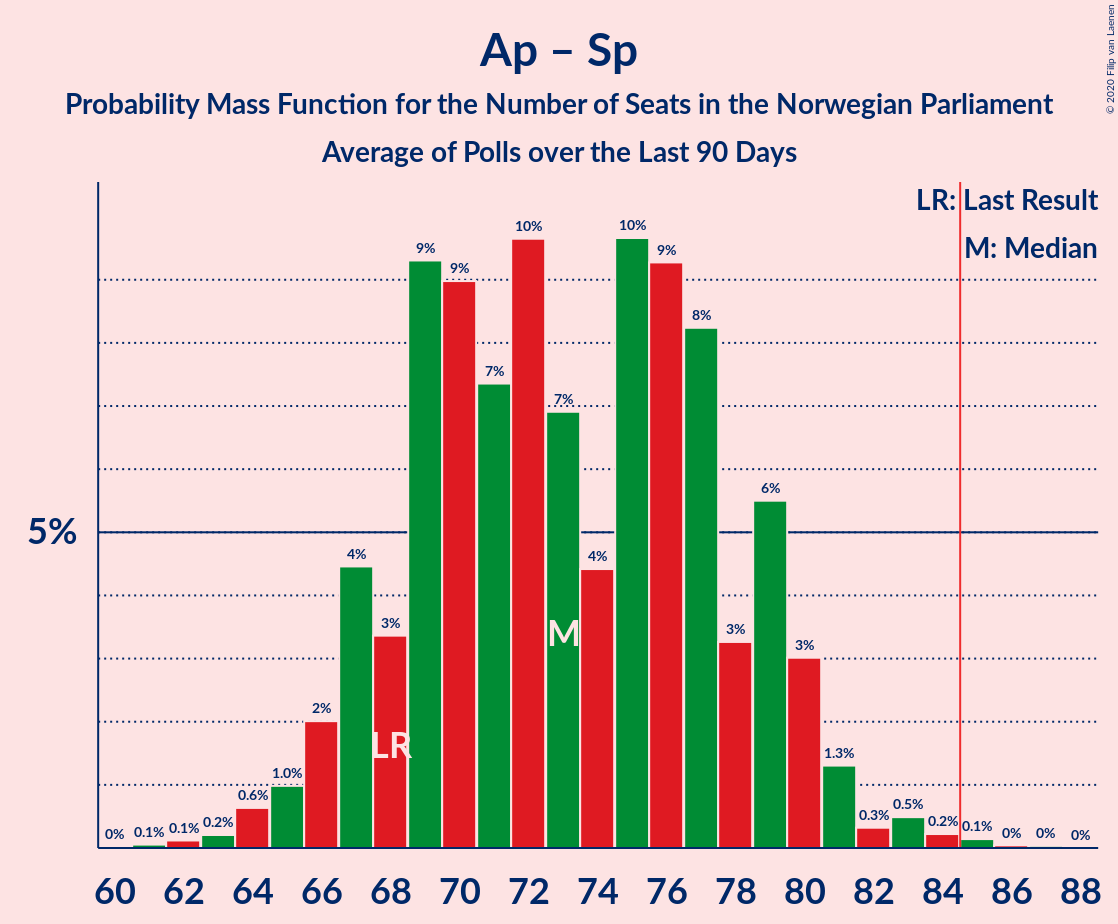 Ap – Sp
Probability Mass Function for the Number of Seats in the Norwegian Parliament
Average of Polls over the Last 90 Days
© 2020 Filip van Laenen
LR: Last Result
M: Median
5%
0% 0.1% 0.1% 0.2% 0.6% 1.0% 2% 4% 3% 9% 9% 7% 10% 7% 4% 10% 9% 8% 3% 6% 3% 1.3% 0.3% 0.5% 0.2% 0.1% 0% 0% 0%
LR
M
60 62 64 66 68 70 72 74 76 78 80 82 84 86 88